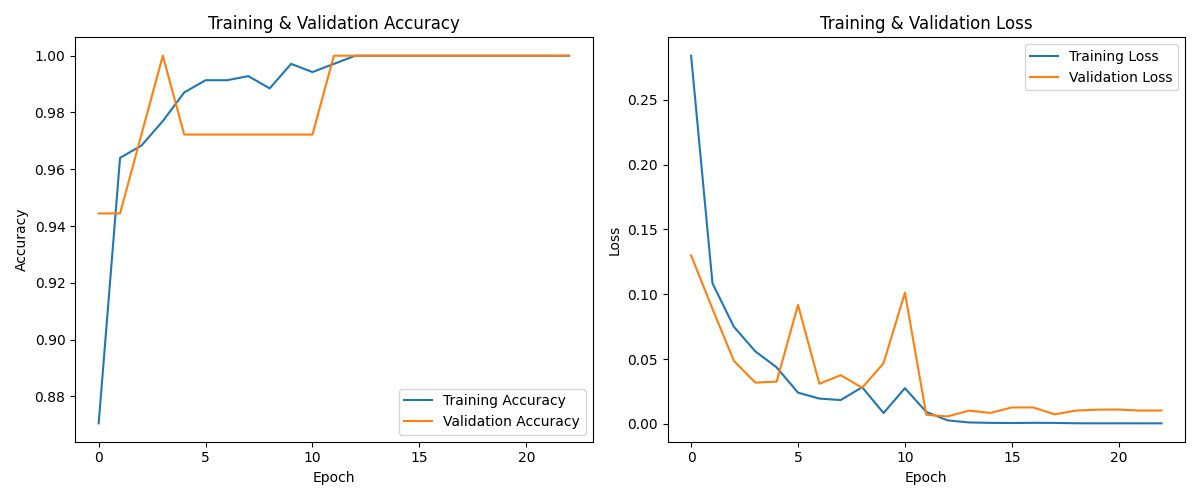 Training & Validation Accuracy
Accuracy
1.00
0.98
0.96
0.94
0.92
0.90
0.88
0
5
10
15
20
Epoch
Training Accuracy
Validation Accuracy
Training & Validation Loss
Loss
0.25
0.20
0.15
0.10
0.05
0.00
0
5
10
15
20
Epoch
Training Loss
Validation Loss